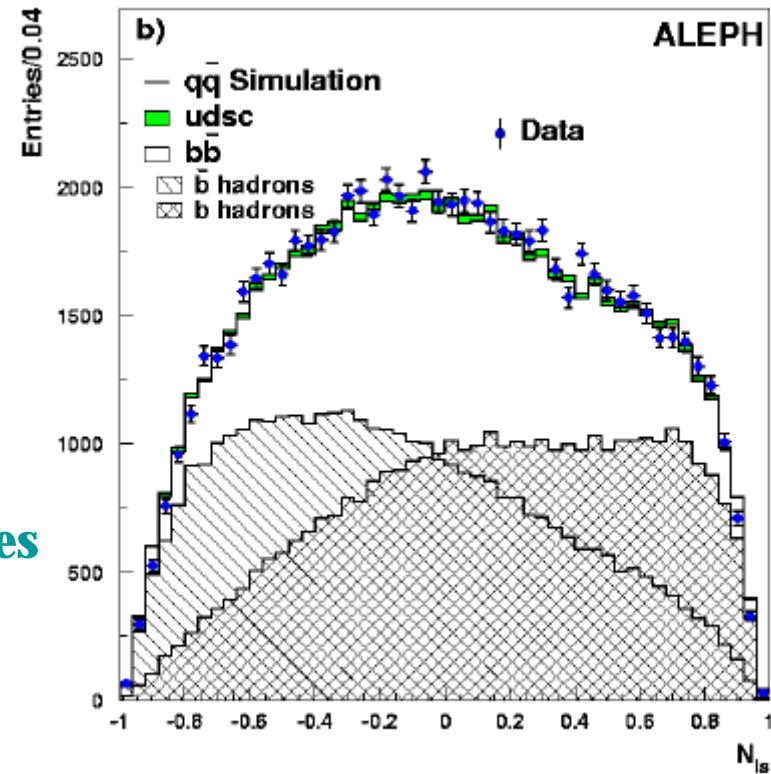 b)
ALEPH
Entries/0.04
2500
2000
1500
1000
500
0
qq̄ Simulation
udsc
bb̄
b̄ hadrons
b hadrons
Data
es
-1 -0.8 -0.6 -0.4 -0.2 0 0.2 0.4 0.6 0.8 1
N_ls